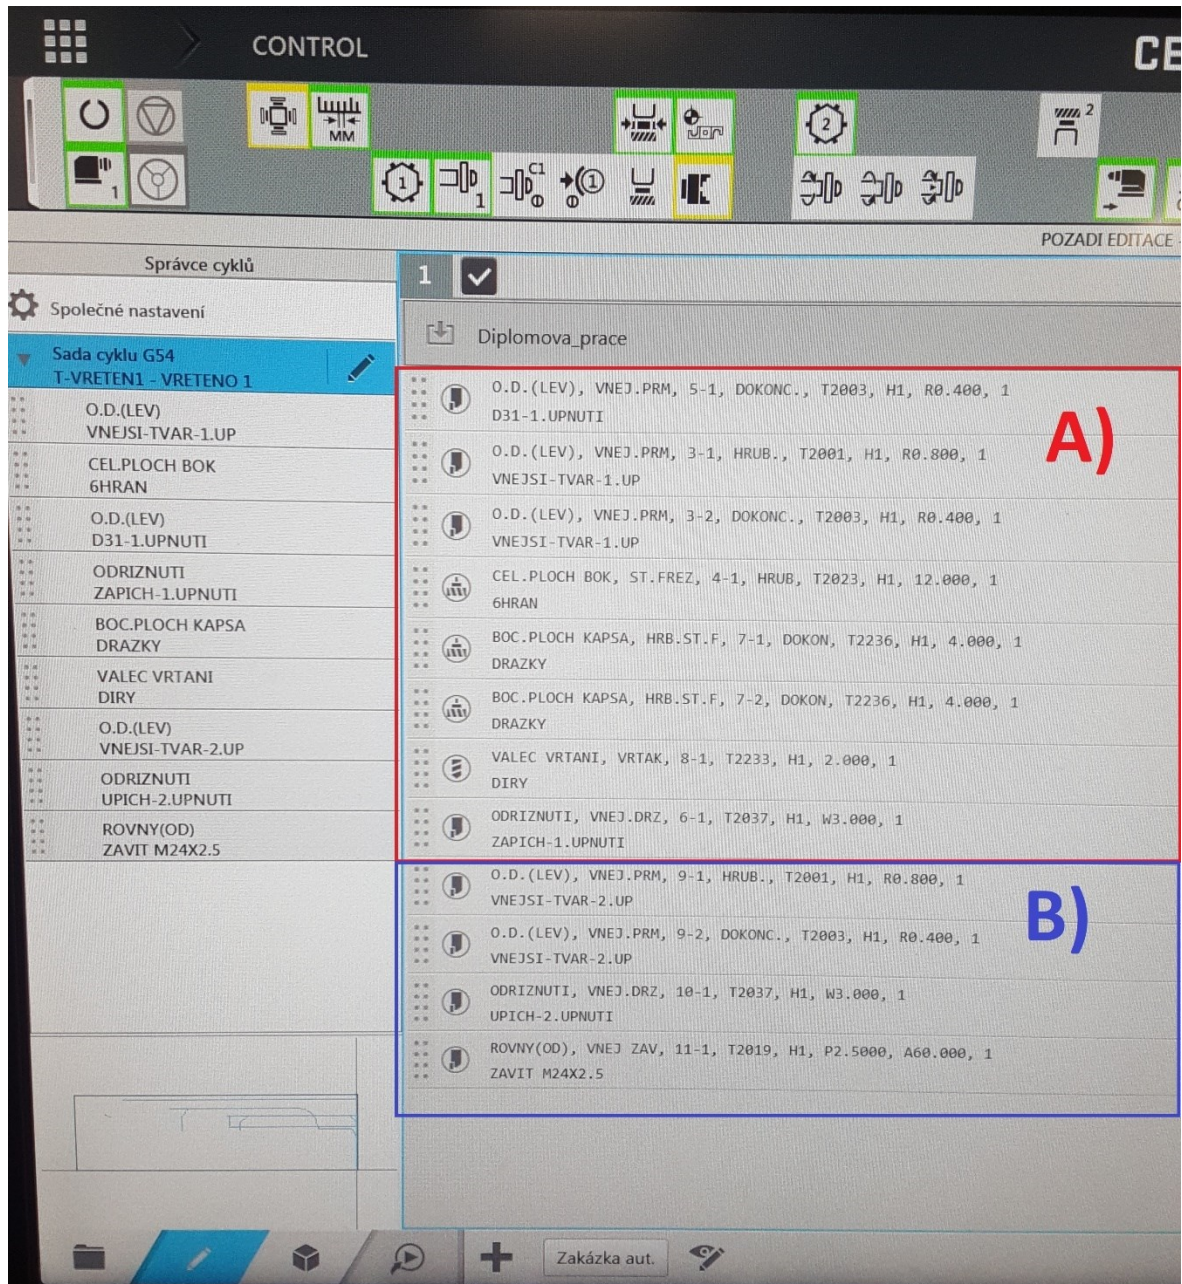 CONTROL
CE
MM
1
1
1
C1
1
2
2
POZADI EDITACE -
Správce cyklů
Společné nastavení
Sada cyklu G54
T-VRETEN1 - VRETENO 1
O.D.(LEV)
VNEJSI-TVAR-1.UP
CEL.PLOCH BOK
6HRAN
O.D.(LEV)
D31-1.UPNUTI
ODRIZNUTI
ZAPICH-1.UPNUTI
BOC.PLOCH KAPSA
DRAZKY
VALEC VRTANI
DIRY
O.D.(LEV)
VNEJSI-TVAR-2.UP
ODRIZNUTI
UPICH-2.UPNUTI
ROVNY(OD)
ZAVIT M24X2.5
1
Diplomova_prace
A)
O.D.(LEV), VNEJ.PRM, 5-1, DOKONC., T2003, H1, R0.400, 1
D31-1.UPNUTI
O.D.(LEV), VNEJ.PRM, 3-1, HRUB., T2001, H1, R0.800, 1
VNEJSI-TVAR-1.UP
O.D.(LEV), VNEJ.PRM, 3-2, DOKONC., T2003, H1, R0.400, 1
VNEJSI-TVAR-1.UP
CEL.PLOCH BOK, ST.FREZ, 4-1, HRUB, T2023, H1, 12.000, 1
6HRAN
BOC.PLOCH KAPSA, HRB.ST.F, 7-1, DOKON, T2236, H1, 4.000, 1
DRAZKY
BOC.PLOCH KAPSA, HRB.ST.F, 7-2, DOKON, T2236, H1, 4.000, 1
DRAZKY
VALEC VRTANI, VRTAK, 8-1, T2233, H1, 2.000, 1
DIRY
ODRIZNUTI, VNEJ.DRZ, 6-1, T2037, H1, W3.000, 1
ZAPICH-1.UPNUTI
B)
O.D.(LEV), VNEJ.PRM, 9-1, HRUB., T2001, H1, R0.800, 1
VNEJSI-TVAR-2.UP
O.D.(LEV), VNEJ.PRM, 9-2, DOKONC., T2003, H1, R0.400, 1
VNEJSI-TVAR-2.UP
ODRIZNUTI, VNEJ.DRZ, 10-1, T2037, H1, W3.000, 1
UPICH-2.UPNUTI
ROVNY(OD), VNEJ ZAV, 11-1, T2019, H1, P2.5000, A60.000, 1
ZAVIT M24X2.5
Zakázka aut.